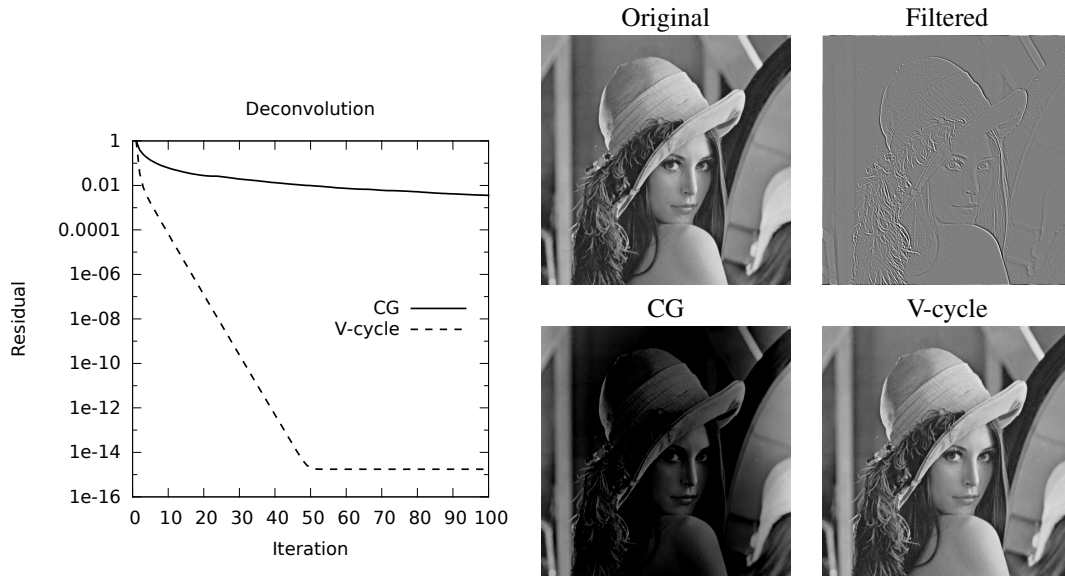 Deconvolution
Residual
1
0.01
0.0001
1e-06
1e-08
1e-10
1e-12
1e-14
1e-16
CG
V-cycle
0 10 20 30 40 50 60 70 80 90 100
Iteration
Original
Filtered
CG
V-cycle